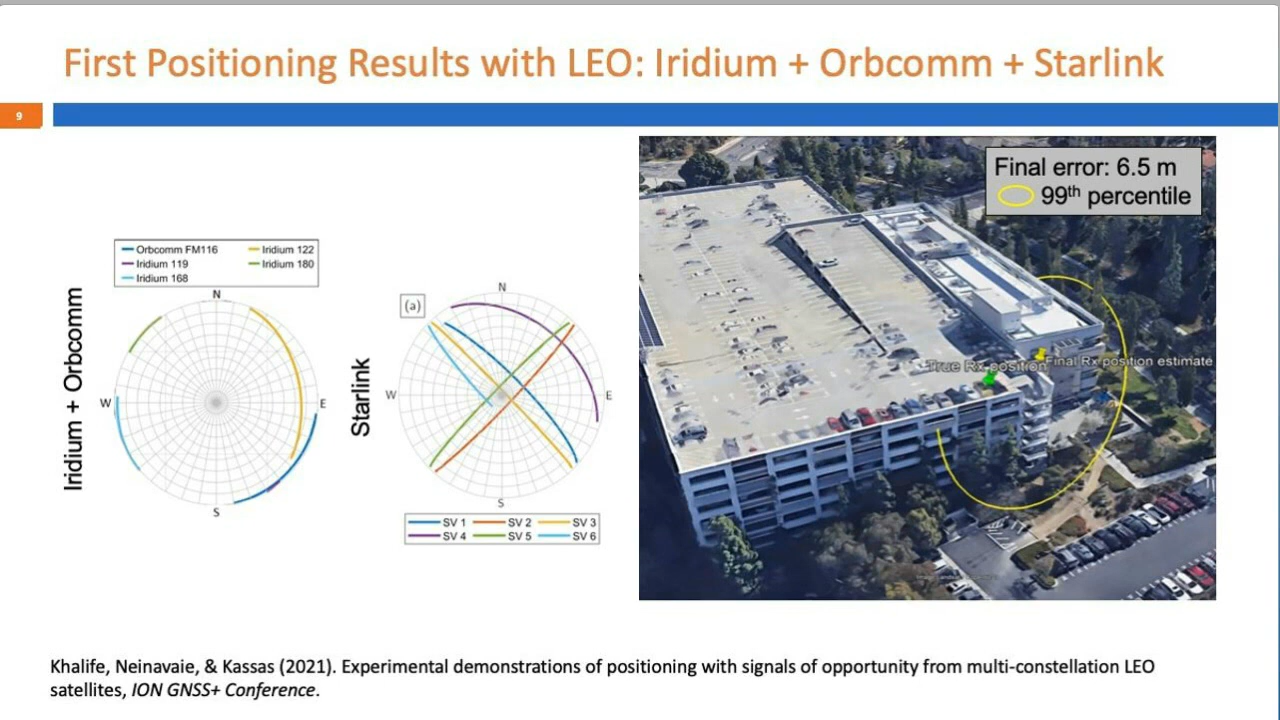 First Positioning Results with LEO: Iridium + Orbcomm + Starlink
9
Iridium + Orbcomm
Orbcomm FM116
Iridium 122
Iridium 119
Iridium 180
Iridium 168
N
W
E
S
Starlink
(a)
N
W
E
S
SV 1
SV 2
SV 3
SV 4
SV 5
SV 6
Final error: 6.5 m
99th percentile
True Rx position
Final Rx position estimate
Khalife, Neinavaie, & Kassas (2021). Experimental demonstrations of positioning with signals of opportunity from multi-constellation LEO
satellites, ION GNSS+ Conference.